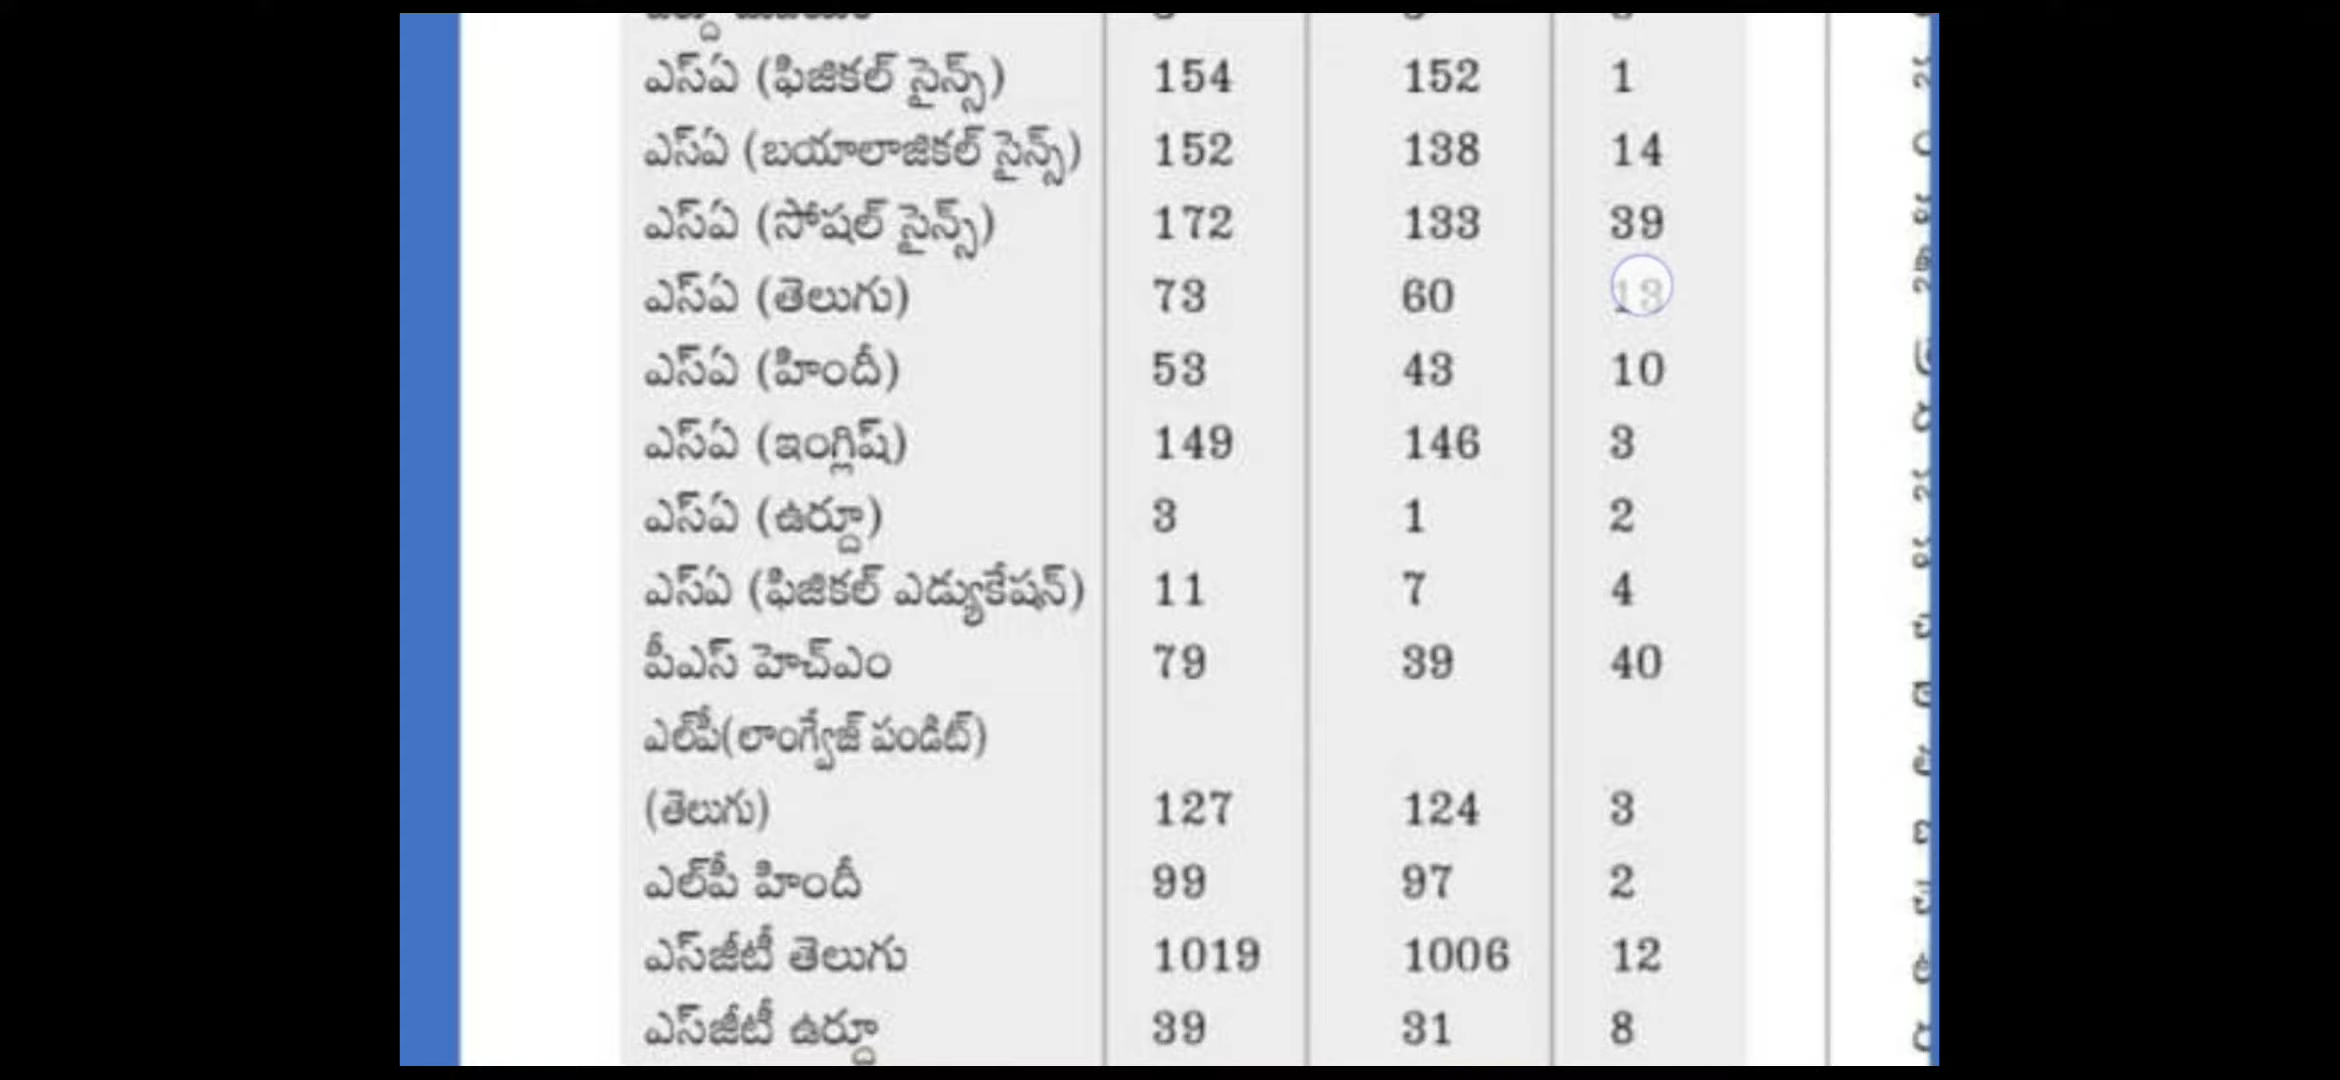 ఎస్ఏ (ఫిజికల్ సైన్స్) 154 152 1
ఎస్ఏ (బయాలాజికల్ సైన్స్) 152 138 14
ఎస్ఏ (సోషల్ సైన్స్) 172 133 39
ఎస్ఏ (తెలుగు) 73 60 13
ఎస్ఏ (హిందీ) 53 43 10
ఎస్ఏ (ఇంగ్లిష్) 149 146 3
ఎస్ఏ (ఉర్దూ) 3 1 2
ఎస్ఏ (ఫిజికల్ ఎడ్యుకేషన్) 11 7 4
పీఎస్ హెచ్ఎం 79 39 40
ఎల్పీ(లాంగ్వేజ్ పండిట్)
(తెలుగు) 127 124 3
ఎల్పీ హిందీ 99 97 2
ఎస్జీటీ తెలుగు 1019 1006 12
ఎస్జీటీ ఉర్దూ 39 31 8